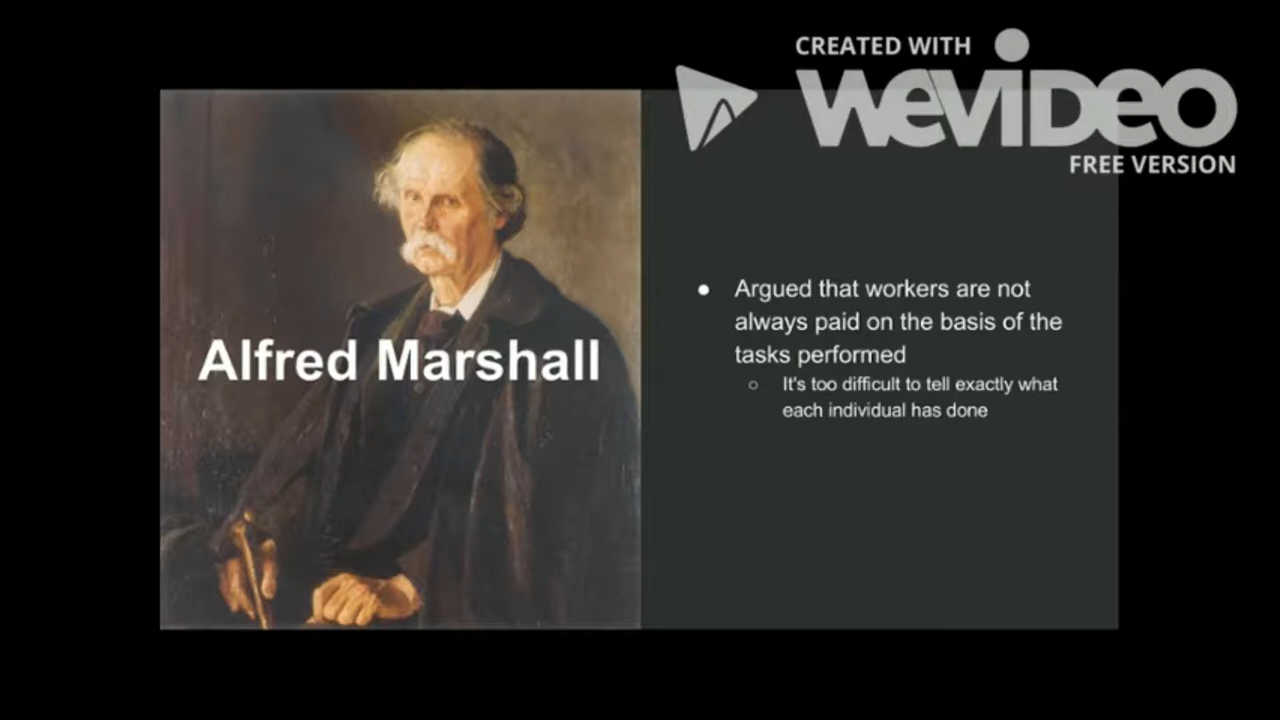 CREATED WITH
WEVIDEO
FREE VERSION
Alfred Marshall
● Argued that workers are not
always paid on the basis of the
tasks performed
○ It's too difficult to tell exactly what
each individual has done